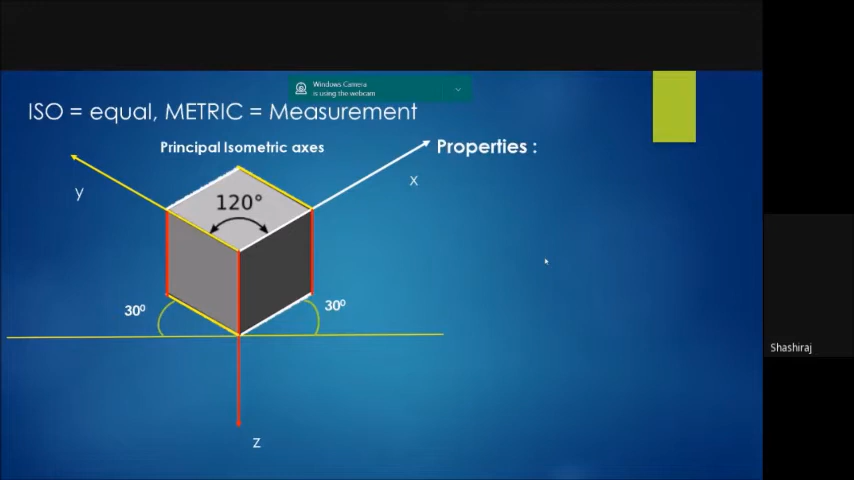 Windows Camera
is using the webcam
ISO = equal, METRIC = Measurement
Principal Isometric axes
Properties :
y
x
120°
30⁰
30⁰
Shashiraj
z